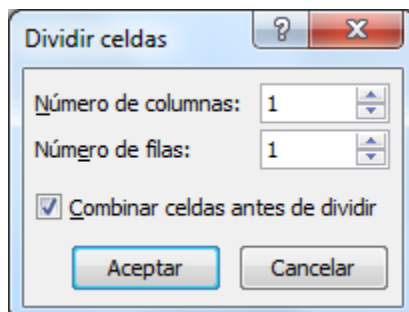 Dividir celdas
Número de columnas: 1
Número de filas: 1
Combinar celdas antes de dividir
Aceptar Cancelar